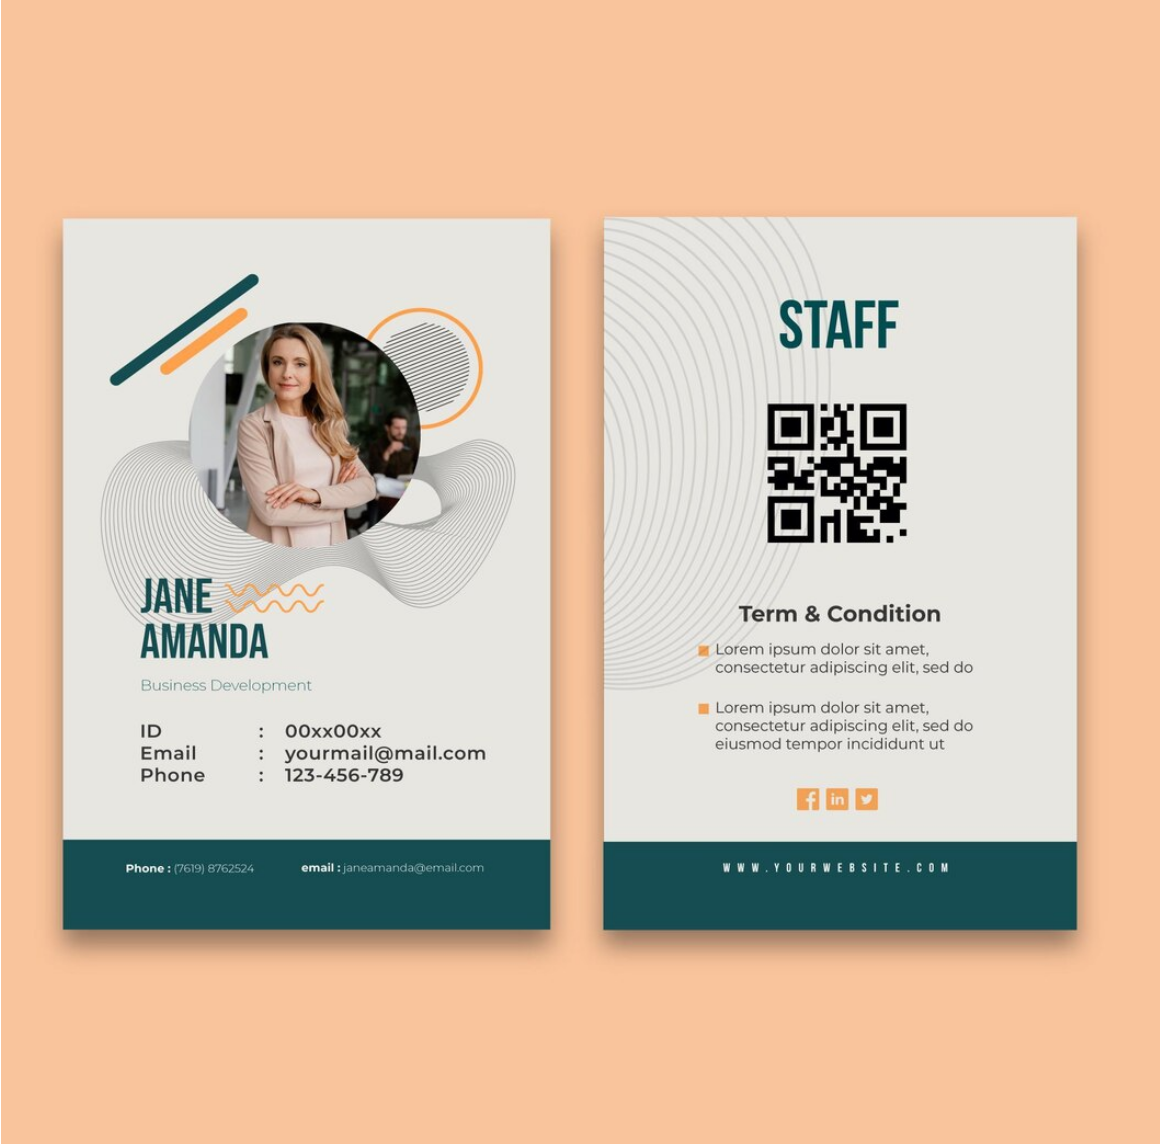 JANE
AMANDA
Business Development
ID : 00xx00xx
Email : yourmail@mail.com
Phone : 123-456-789
Phone : (7619) 8762524 email : janeamanda@email.com
STAFF
Term & Condition
Lorem ipsum dolor sit amet,
consectetur adipiscing elit, sed do
Lorem ipsum dolor sit amet,
consectetur adipiscing elit, sed do
eiusmod tempor incididunt ut
WWW.YOURWEBSITE.COM